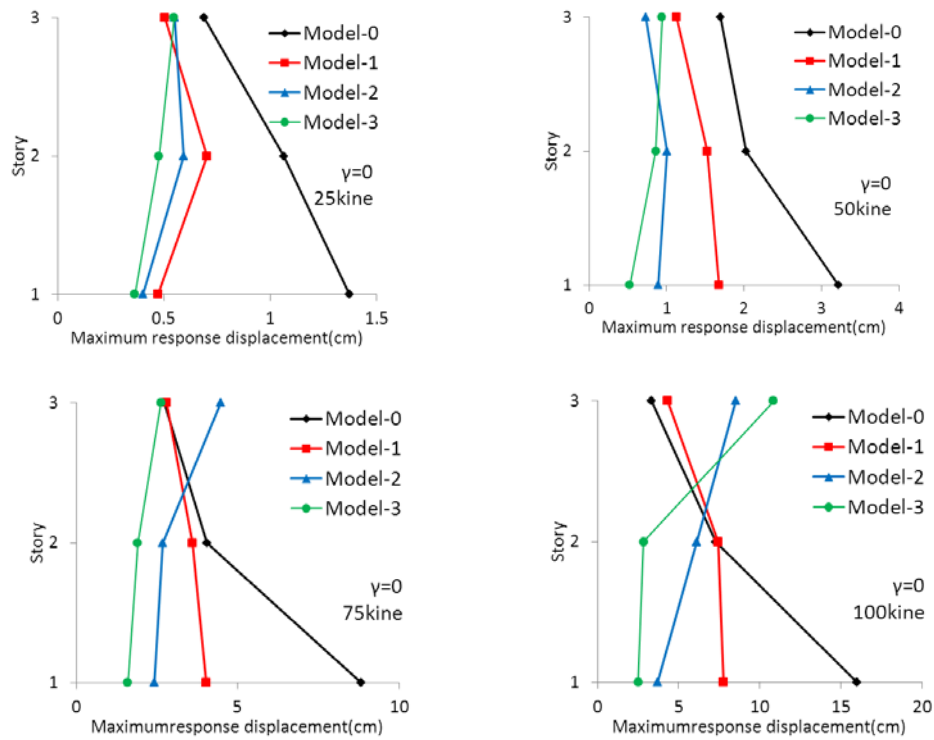 3
2
1
Story
Model-0
Model-1
Model-2
Model-3
γ=0
25kine
0
0.5
1
1.5
Maximum response displacement(cm)
3
2
1
Story
Model-0
Model-1
Model-2
Model-3
γ=0
50kine
0
1
2
3
4
Maximum response displacement(cm)
3
2
1
Story
Model-0
Model-1
Model-2
Model-3
γ=0
75kine
0
5
10
Maximum response displacement(cm)
3
2
1
Story
Model-0
Model-1
Model-2
Model-3
γ=0
100kine
0
5
10
15
20
Maximumresponse displacement(cm)